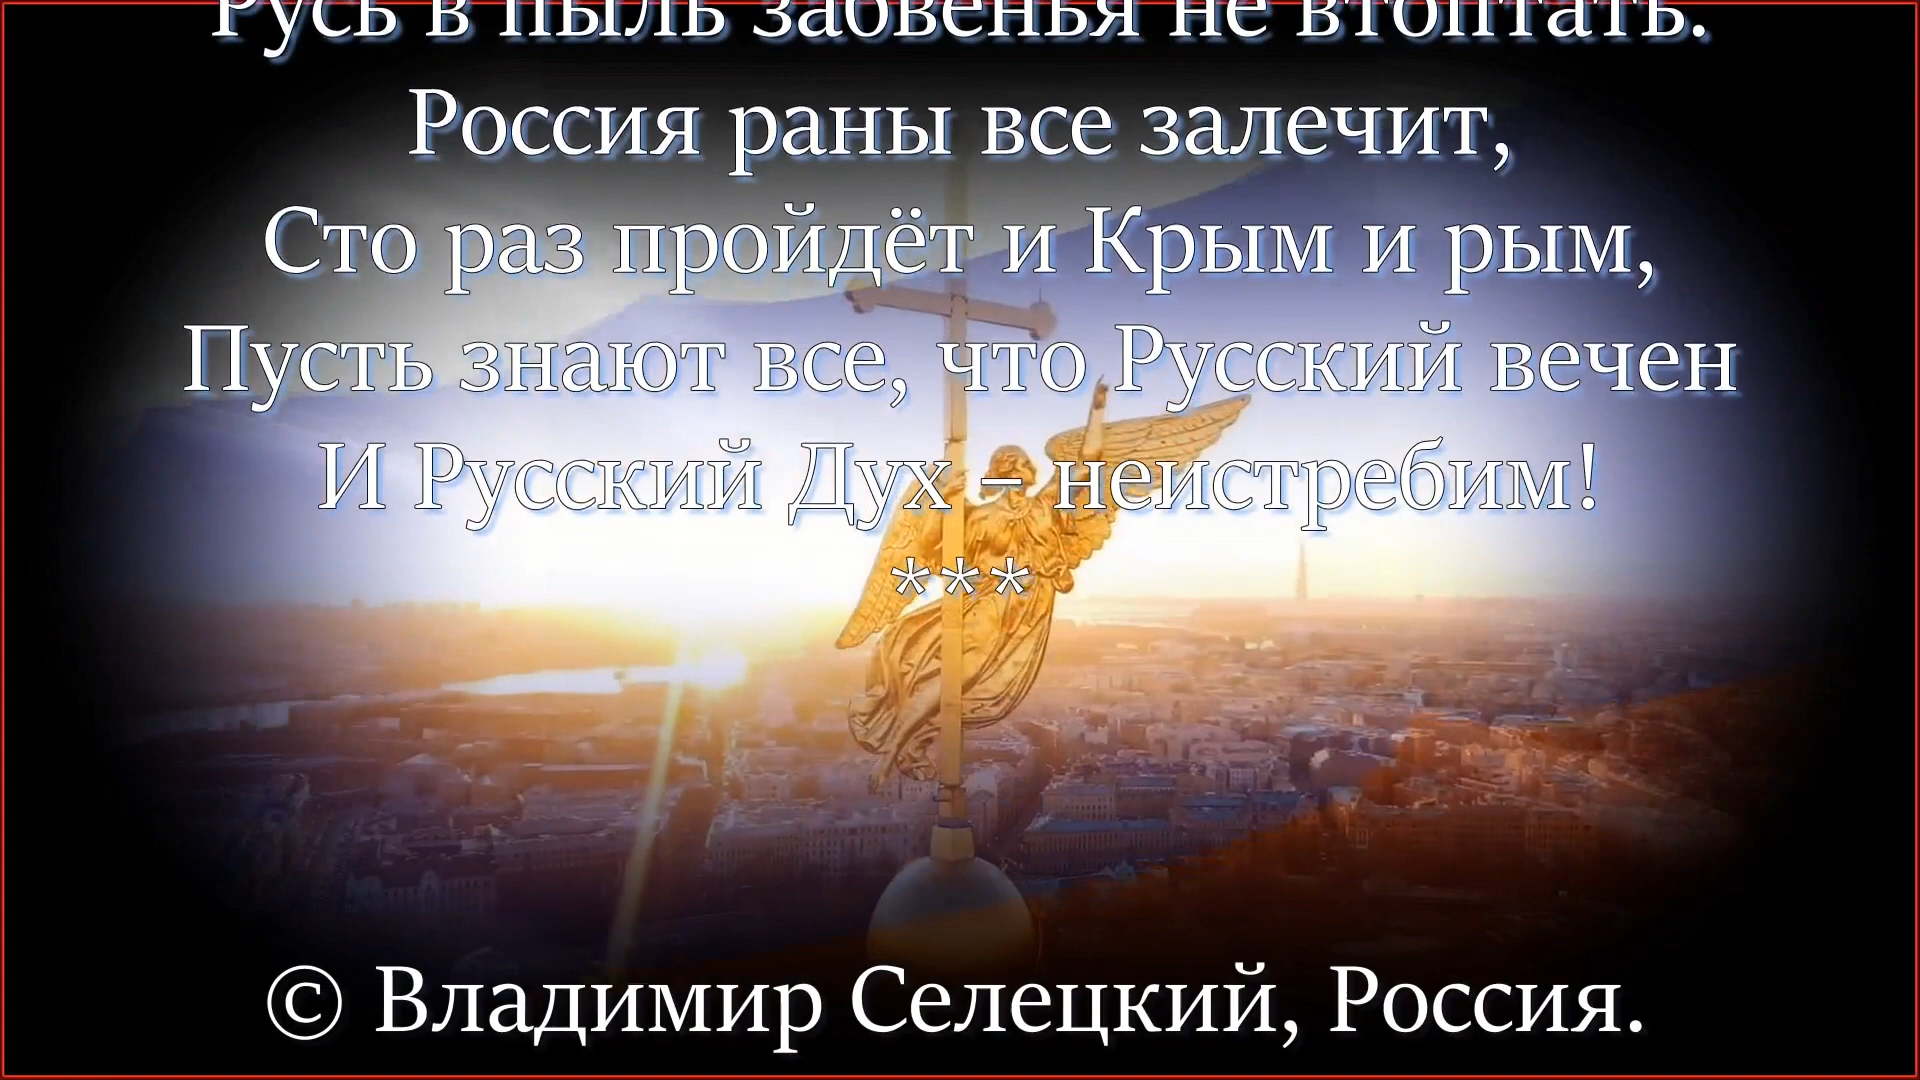 Русь в пыль забвенья не втоптать.
Россия раны все залечит,
Сто раз пройдёт и Крым и рым,
Пусть знают все, что Русский вечен
И Русский Дух – неистребим!
***
© Владимир Селецкий, Россия.